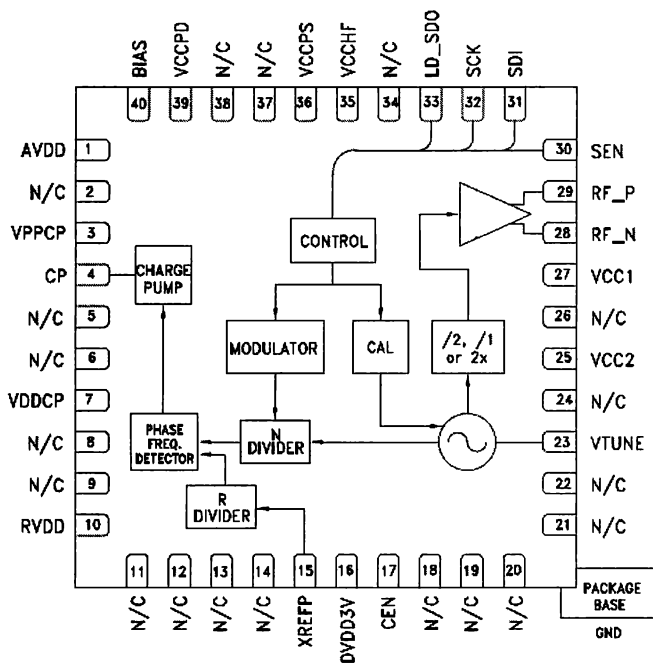 BIAS
VCCPD
N/C
N/C
VCCPS
VCCHF
N/C
LD_SDO
SCK
SDI
40
39
38
37
36
35
34
33
32
31
AVDD 1
N/C 2
VPPCP 3
CP 4
N/C 5
N/C 6
VDDCP 7
N/C 8
N/C 9
RVDD 10
30 SEN
29 RF_P
28 RF_N
27 VCC1
26 N/C
25 VCC2
24 N/C
23 VTUNE
22 N/C
21 N/C
CONTROL
CHARGE
PUMP
MODULATOR
CAL
/2, /1
or 2x
PHASE
FREQ.
DETECTOR
N
DIVIDER
R
DIVIDER
11
12
13
14
15
16
17
18
19
20
N/C
N/C
N/C
N/C
XREFP
DVDD3V
CEN
N/C
N/C
N/C
PACKAGE
BASE
GND